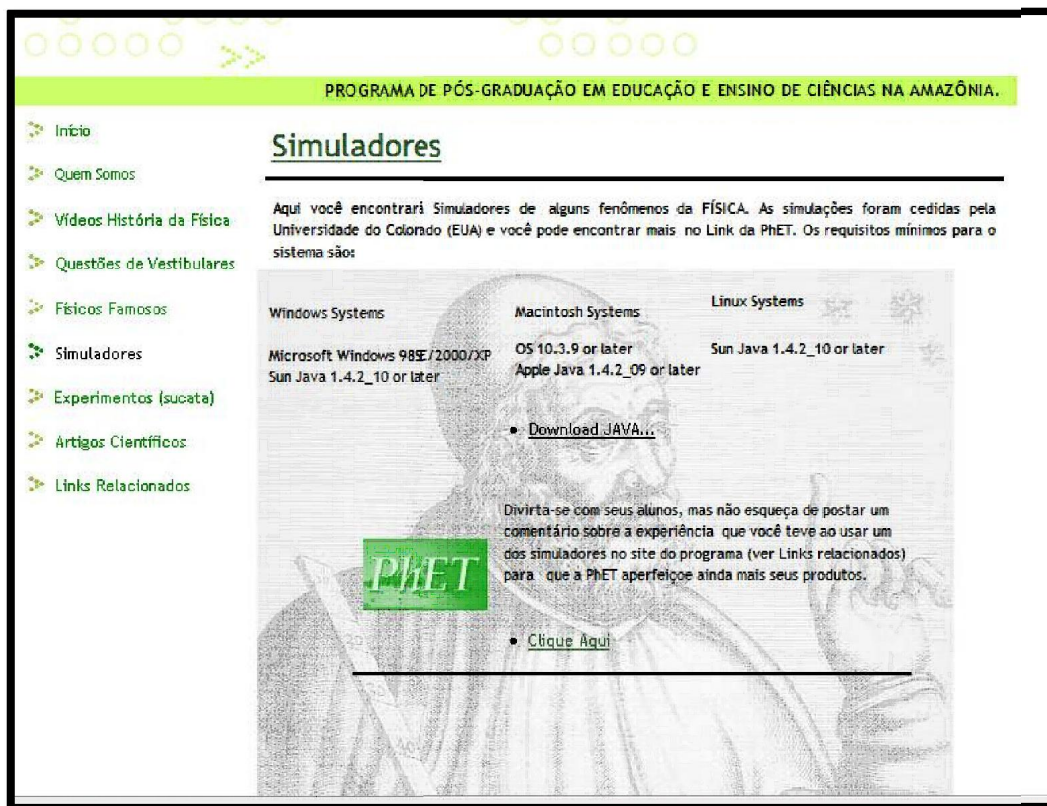 PROGRAMA DE PÓS-GRADUAÇÃO EM EDUCAÇÃO E ENSINO DE CIÊNCIAS NA AMAZÔNIA.
Início
Quem Somos
Vídeos História da Física
Questões de Vestibulares
Físicos Famosos
Simuladores
Experimentos (sucata)
Artigos Científicos
Links Relacionados
Simuladores
Aqui você encontrará Simuladores de alguns fenômenos da FÍSICA. As simulações foram cedidas pela
Universidade do Colorado (EUA) e você pode encontrar mais no Link da PhET. Os requisitos mínimos para o
sistema são:
Windows Systems
Microsoft Windows 98SE/2000/XP
Sun Java 1.4.2_10 or later
Macintosh Systems
OS 10.3.9 or later
Apple Java 1.4.2_09 or later
Linux Systems
Sun Java 1.4.2_10 or later
• Download JAVA...
Divirta-se com seus alunos, mas não esqueça de postar um
comentário sobre a experiência que você teve ao usar um
dos simuladores no site do programa (ver Links relacionados)
para que a PhET aperfeiçoe ainda mais seus produtos.
PhET
• Clique Aqui